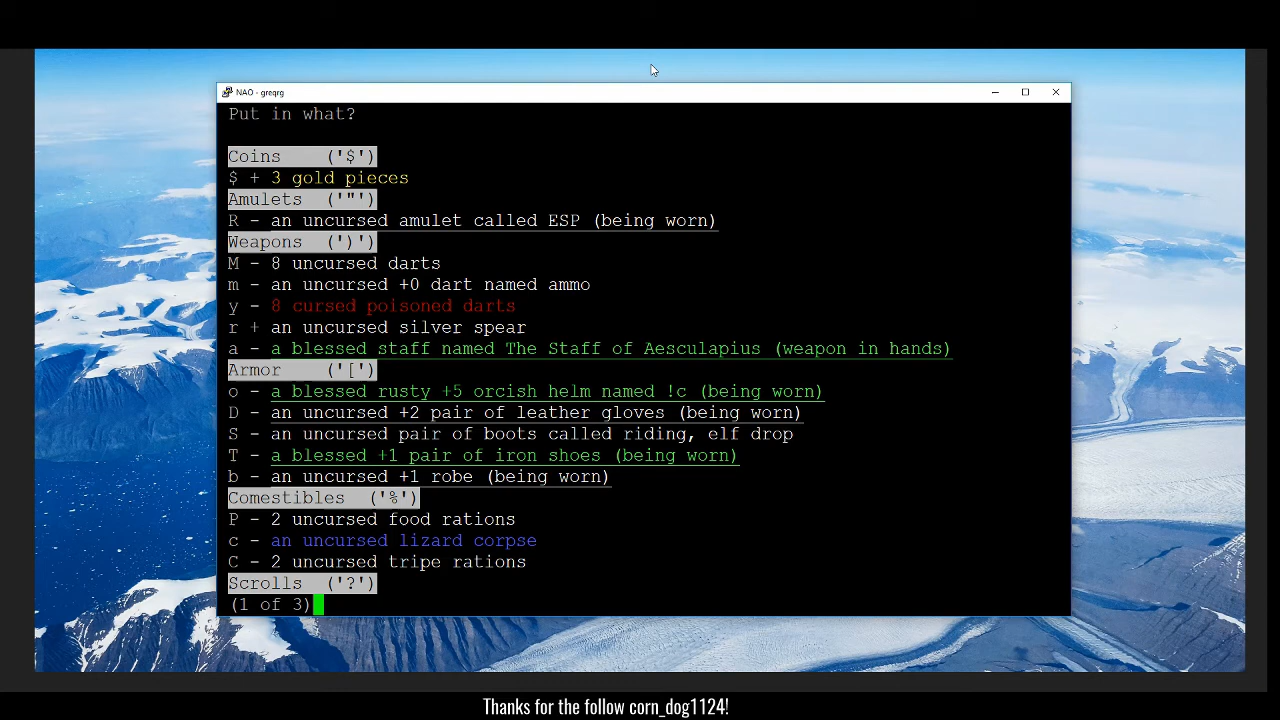 NAO - greqrg
Put in what?
Coins ('$')
$ + 3 gold pieces
Amulets ('"')
R - an uncursed amulet called ESP (being worn)
Weapons (')')
M - 8 uncursed darts
m - an uncursed +0 dart named ammo
y - 8 cursed poisoned darts
r + an uncursed silver spear
a - a blessed staff named The Staff of Aesculapius (weapon in hands)
Armor ('[')
o - a blessed rusty +5 orcish helm named !c (being worn)
D - an uncursed +2 pair of leather gloves (being worn)
S - an uncursed pair of boots called riding, elf drop
T - a blessed +1 pair of iron shoes (being worn)
b - an uncursed +1 robe (being worn)
Comestibles ('%')
P - 2 uncursed food rations
c - an uncursed lizard corpse
C - 2 uncursed tripe rations
Scrolls ('?')
(1 of 3)
Thanks for the follow corn_dog1124!